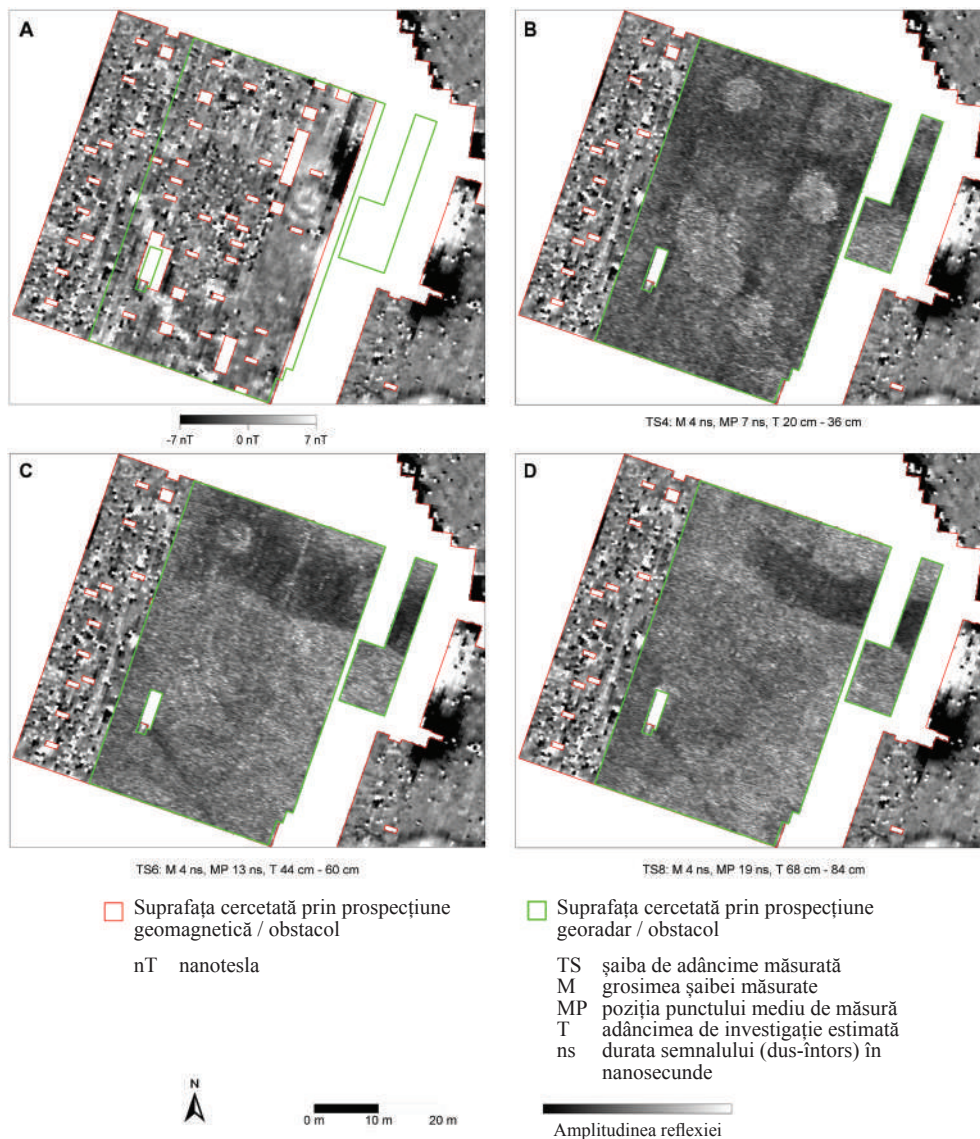 A
B
-7 nT 0 nT 7 nT
TS4: M 4 ns, MP 7 ns, T 20 cm - 36 cm
C
D
TS6: M 4 ns, MP 13 ns, T 44 cm - 60 cm
TS8: M 4 ns, MP 19 ns, T 68 cm - 84 cm
Suprafața cercetată prin prospecțiune
geomagnetică / obstacol
nT nanotesla
Suprafața cercetată prin prospecțiune
georadar / obstacol
TS șaiba de adâncime măsurată
M grosimea șaibei măsurate
MP poziția punctului mediu de măsură
T adâncimea de investigație estimată
ns durata semnalului (dus-întors) în
nanosecunde
N
0 m 10 m 20 m
Amplitudinea reflexiei